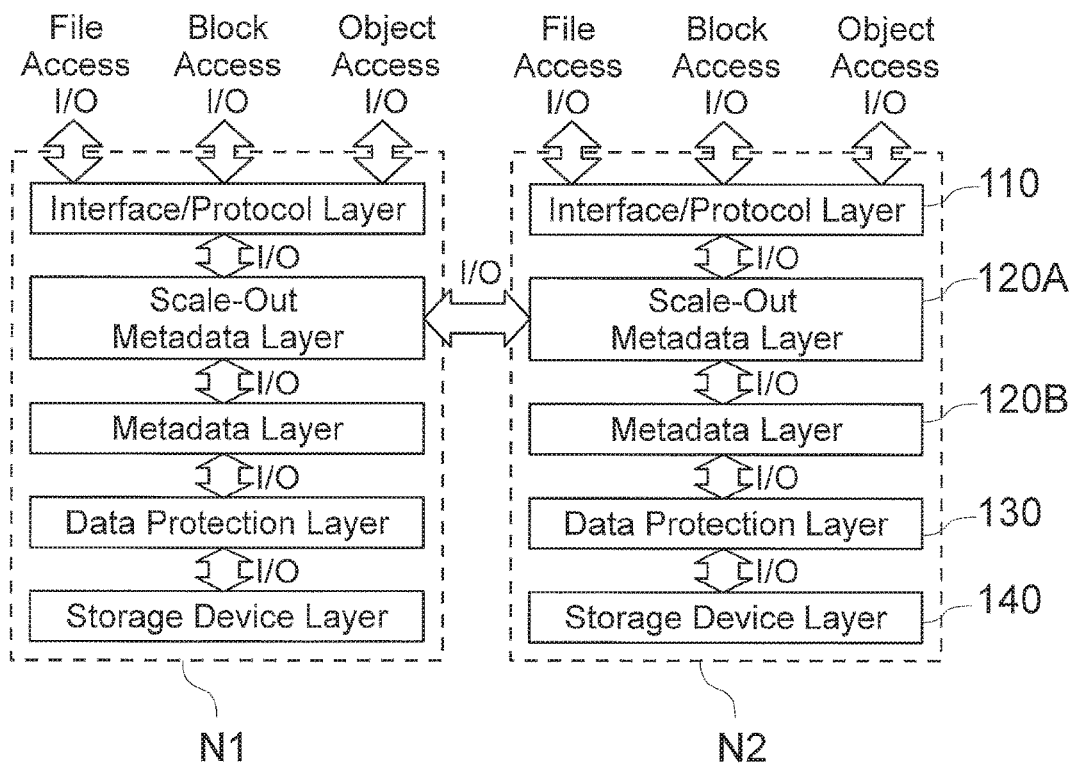 File Access I/O
Block Access I/O
Object Access I/O
File Access I/O
Block Access I/O
Object Access I/O
Interface/Protocol Layer
I/O
Scale-Out
Metadata Layer
I/O
Metadata Layer
I/O
Data Protection Layer
I/O
Storage Device Layer
N1
I/O
Interface/Protocol Layer
110
I/O
Scale-Out
Metadata Layer
120A
I/O
Metadata Layer
120B
I/O
Data Protection Layer
130
I/O
Storage Device Layer
140
N2